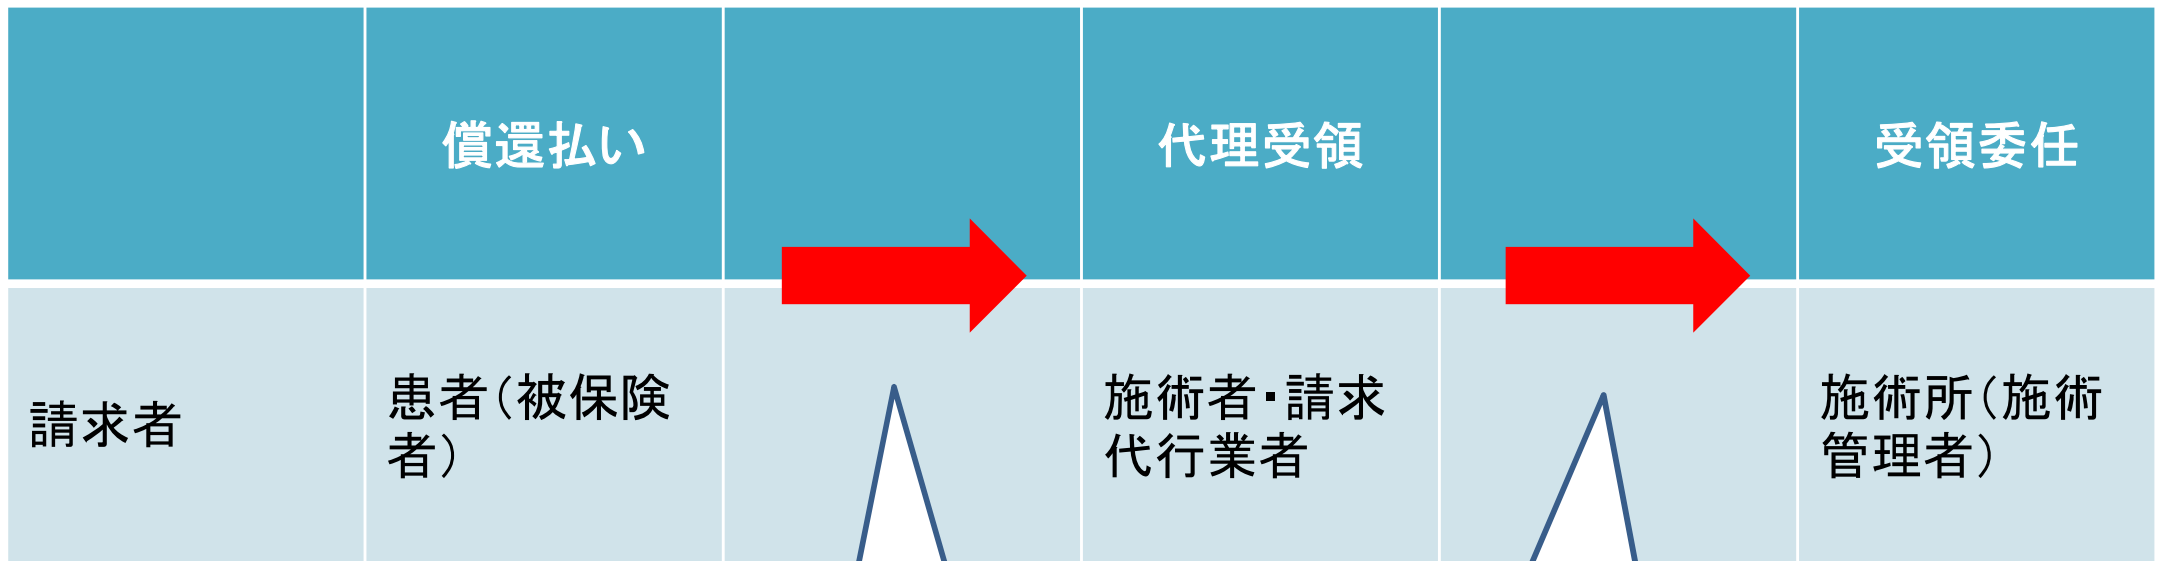 償還払い
代理受領
受領委任
請求者
患者（被保険
者）
施術者・請求
代行業者
施術所（施術
管理者）